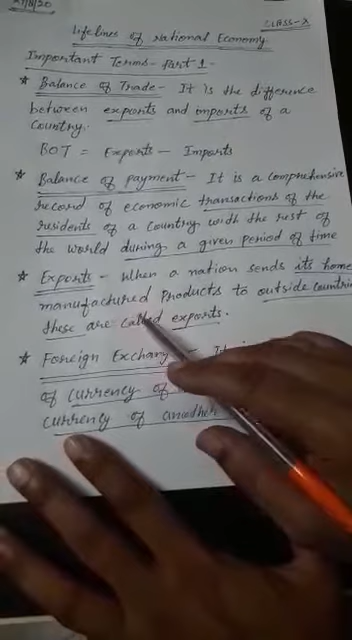 CLASS-X
Lifelines of National Economy
Important Terms - Part 1 -
★ Balance of Trade - It is the difference
between exports and imports of a
Country.
BOT = Exports - Imports
★ Balance of payment - It is a comprehensive
record of economic transactions of the
residents of a country with the rest of
the world during a given period of time
★ Exports - When a nation sends its home
manufactured products to outside countries
these are called exports.
★ Foreign Exchang - It
of currency of
currency of another